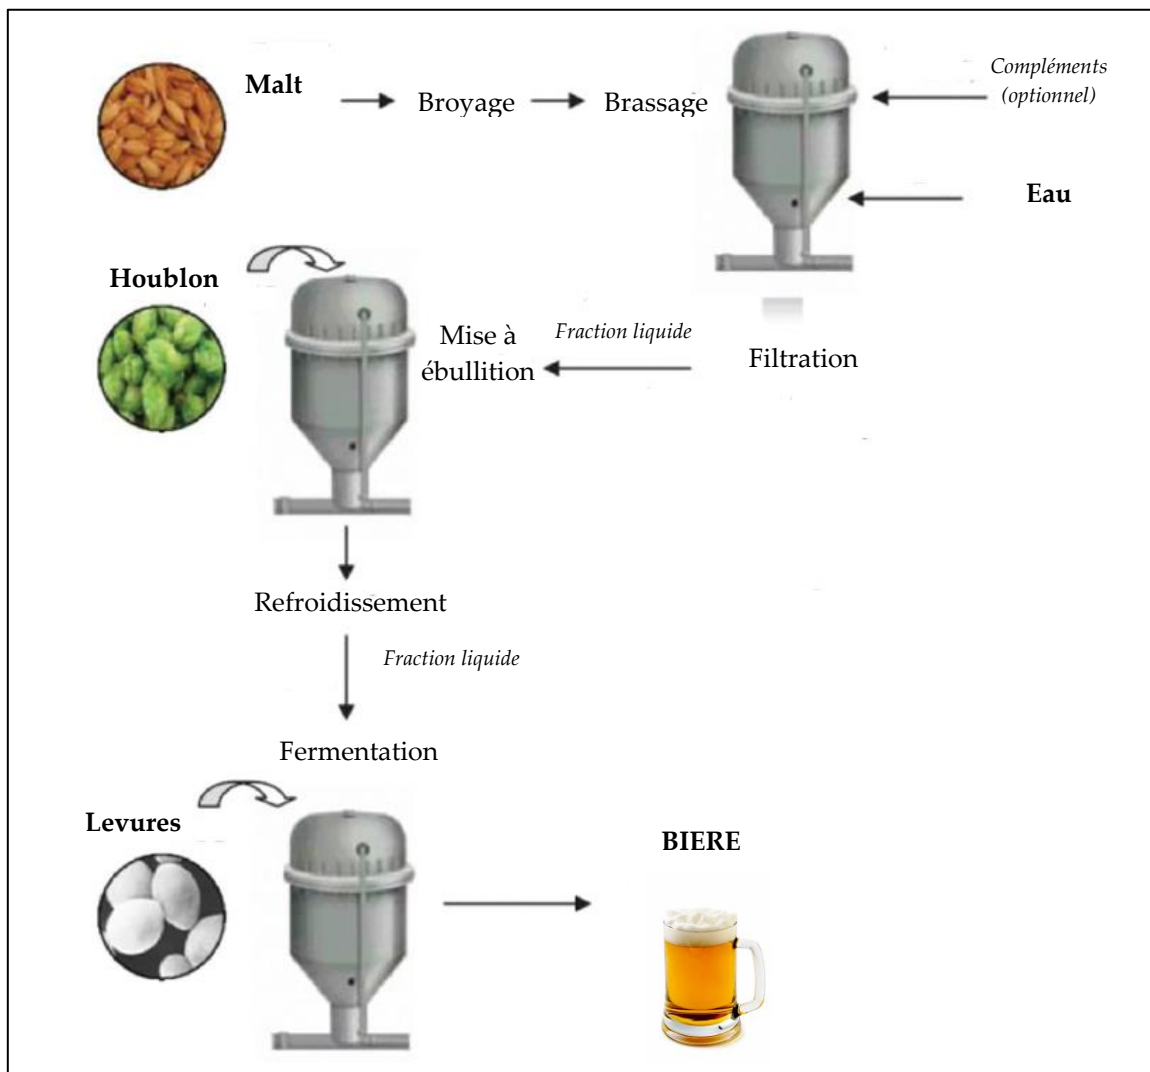 Malt
Broyage
Brassage
Compléments
(optionnel)
Eau
Houblon
Mise à
ébullition
Fraction liquide
Filtration
Refroidissement
Fraction liquide
Fermentation
Levures
BIERE